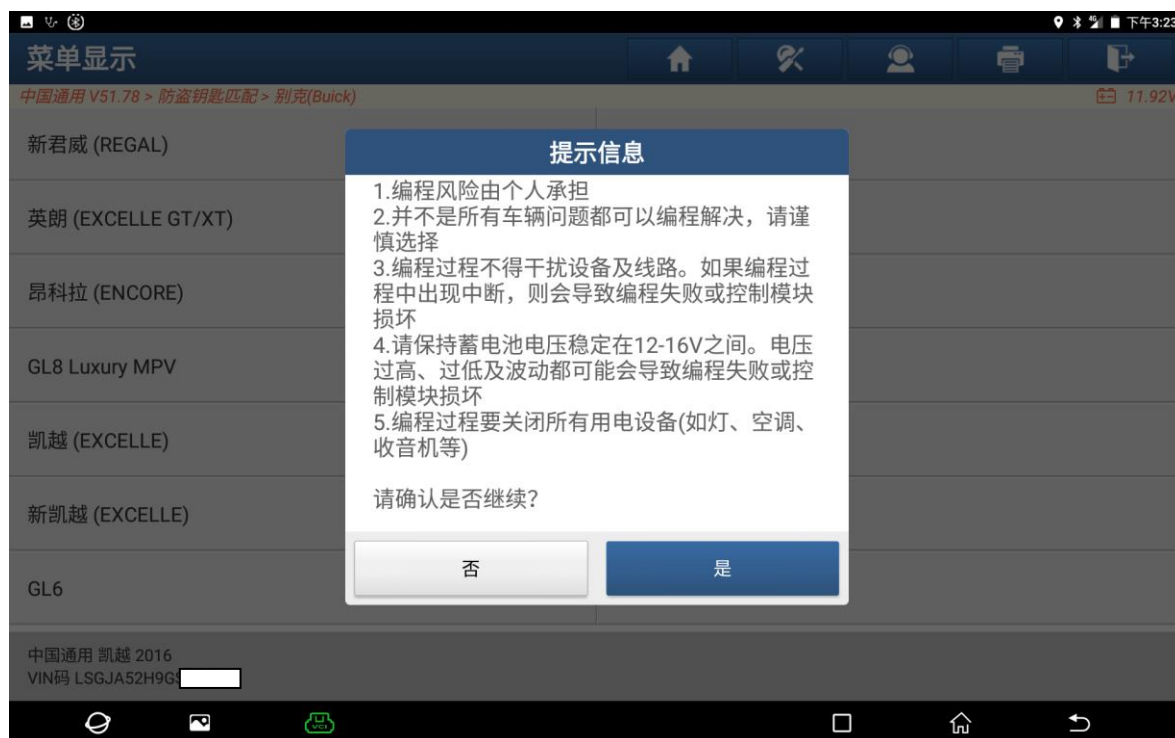 下午3:23
菜单显示
中国通用 V51.78 > 防盗钥匙匹配 > 别克(Buick)
11.92V
新君威 (REGAL)
英朗 (EXCELLE GT/XT)
昂科拉 (ENCORE)
GL8 Luxury MPV
凯越 (EXCELLE)
新凯越 (EXCELLE)
GL6
提示信息
1.编程风险由个人承担
2.并不是所有车辆问题都可以编程解决，请谨
慎选择
3.编程过程不得干扰设备及线路。如果编程过
程中出现中断，则会导致编程失败或控制模块
损坏
4.请保持蓄电池电压稳定在12-16V之间。电压
过高、过低及波动都可能会导致编程失败或控
制模块损坏
5.编程过程要关闭所有用电设备(如灯、空调、
收音机等)
请确认是否继续？
否
是
中国通用 凯越 2016
VIN码 LSGJA52H9GS
VCI